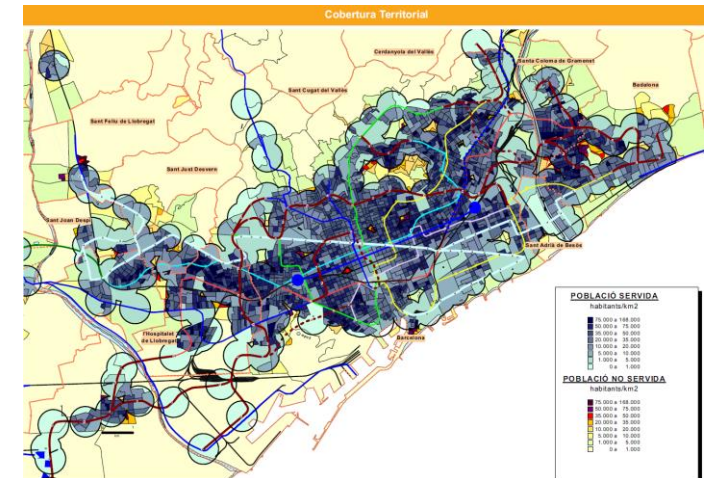 Cobertura Territorial
Cerdanyola del Vallès
Santa Coloma de Gramenet
Badalona
Sant Cugat del Vallès
Sant Feliu de Llobregat
Sant Just Desvern
Sant Joan Despí
Sant Adrià de Besòs
l'Hospitalet
de Llobregat
Barcelona
POBLACIÓ SERVIDA
habitants/km2
75.000 a 168.000
50.000 a 75.000
35.000 a 50.000
20.000 a 35.000
10.000 a 20.000
5.000 a 10.000
1.000 a 5.000
0 a 1.000
POBLACIÓ NO SERVIDA
habitants/km2
75.000 a 168.000
50.000 a 75.000
35.000 a 50.000
20.000 a 35.000
10.000 a 20.000
5.000 a 10.000
1.000 a 5.000
0 a 1.000